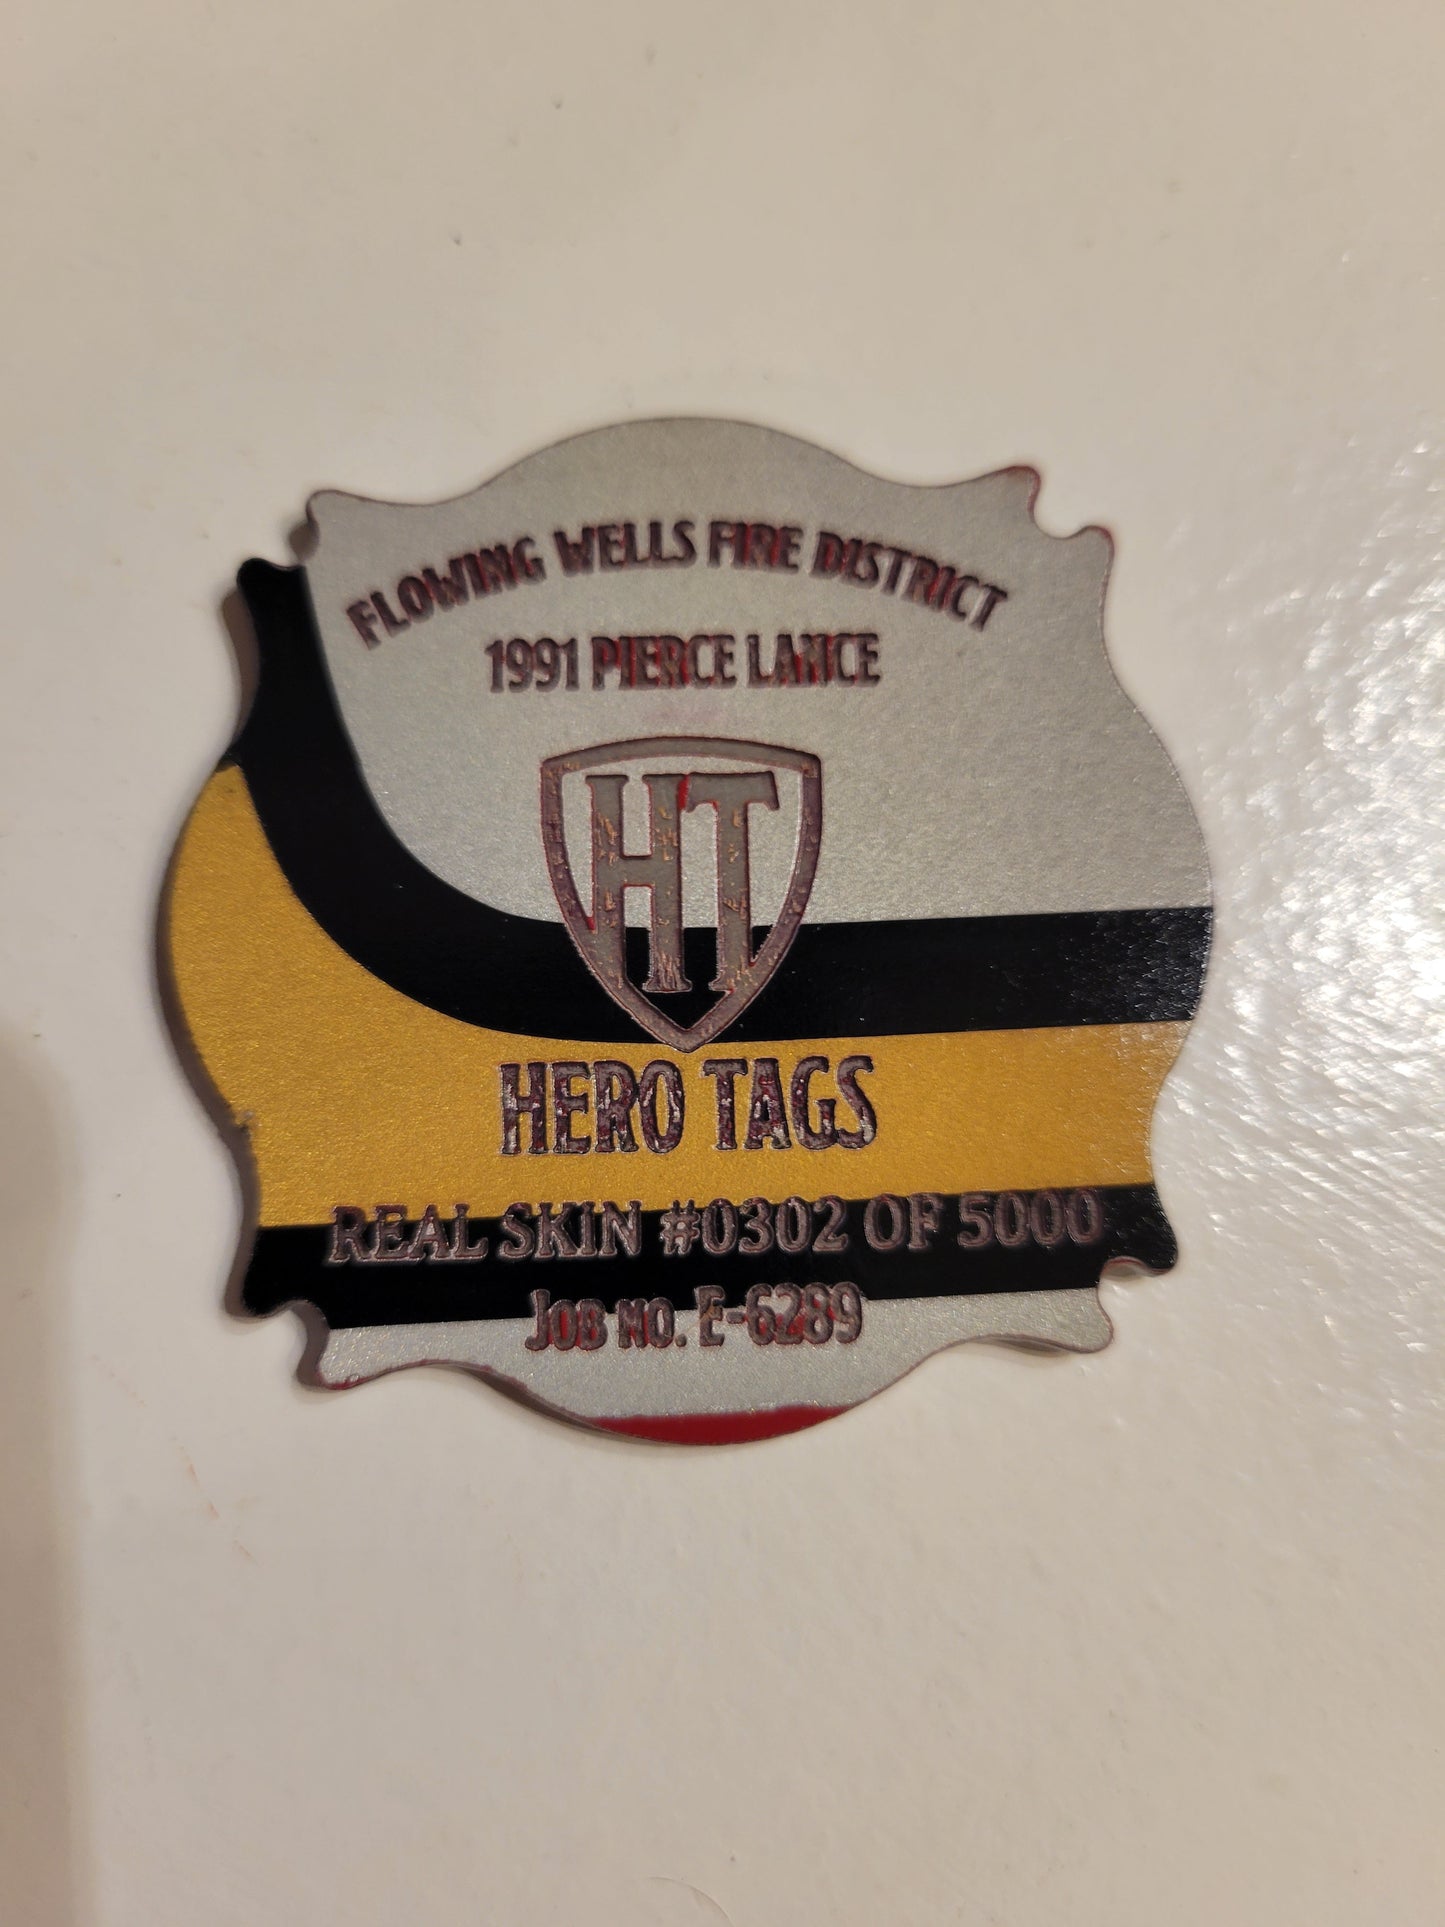 FLOWING WELLS FIRE DISTRICT
1991 PIERCE LANCE
HT
HERO TAGS
REAL SKIN #0302 OF 5000
JOB NO. E-6289